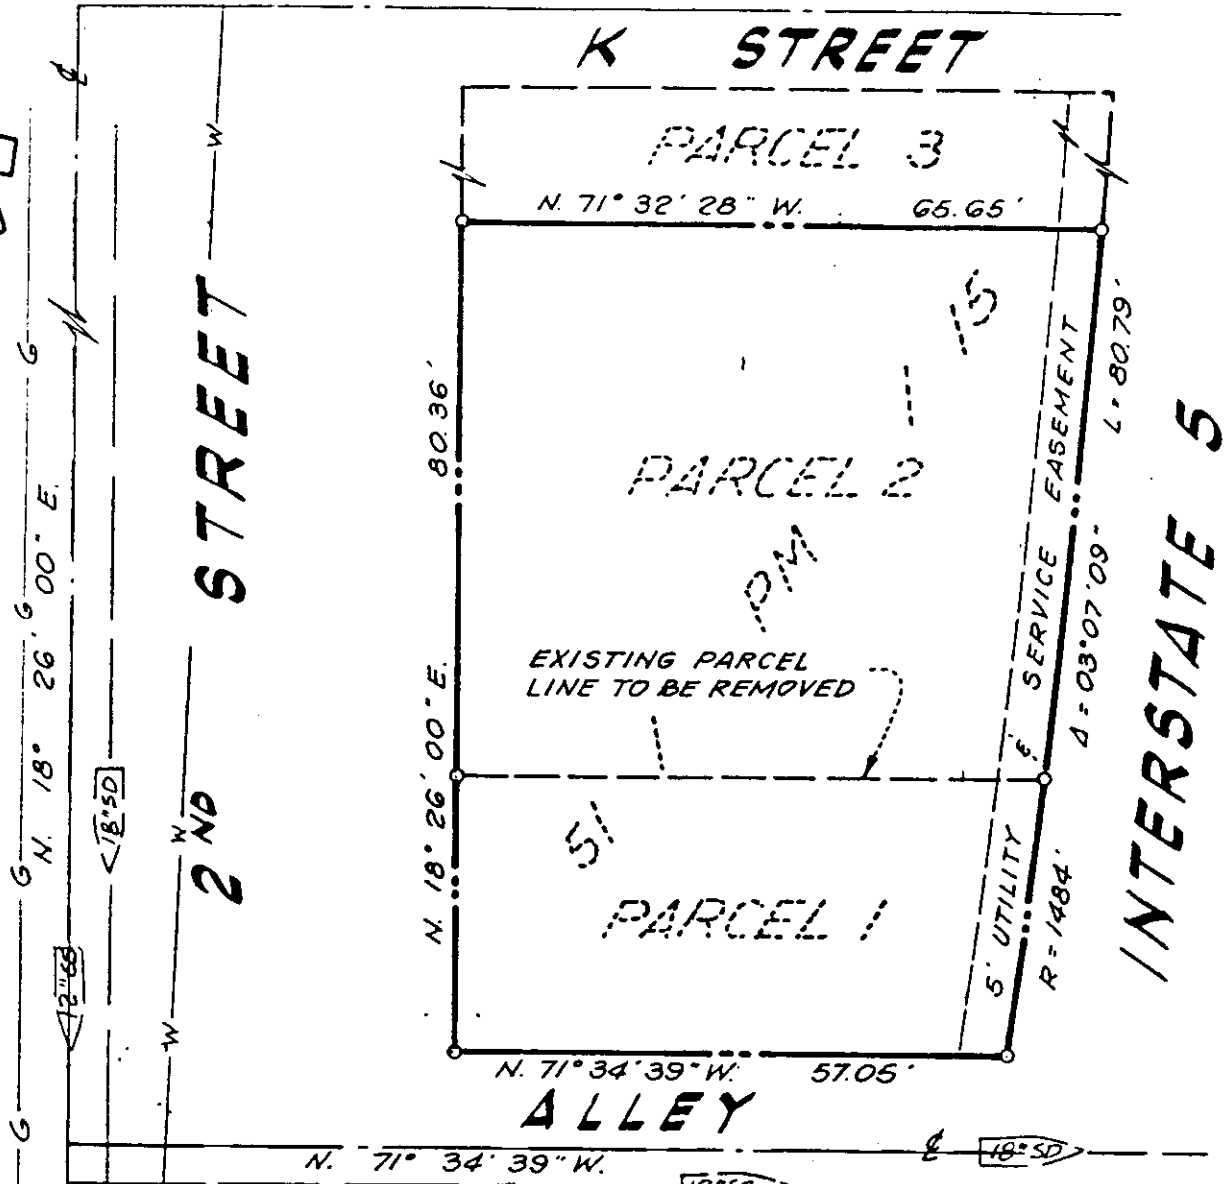 K STREET
PARCEL 3
N. 71° 32' 28" W. 65.65'
15
L = 80.79'
80.36'
PARCEL 2
PM
EXISTING PARCEL
LINE TO BE REMOVED
N. 18° 26' 00" E.
51
PARCEL 1
5' UTILITY & SERVICE EASEMENT
Δ = 03° 07' 09"
R = 1484'
INTERSTATE 5
2ND STREET
N. 18° 26' 00" E.
G
G
G
G
G
W
W
W
18" SD
N. 71° 34' 39" W. 57.05'
ALLEY
N. 71° 34' 39" W.
18" SD